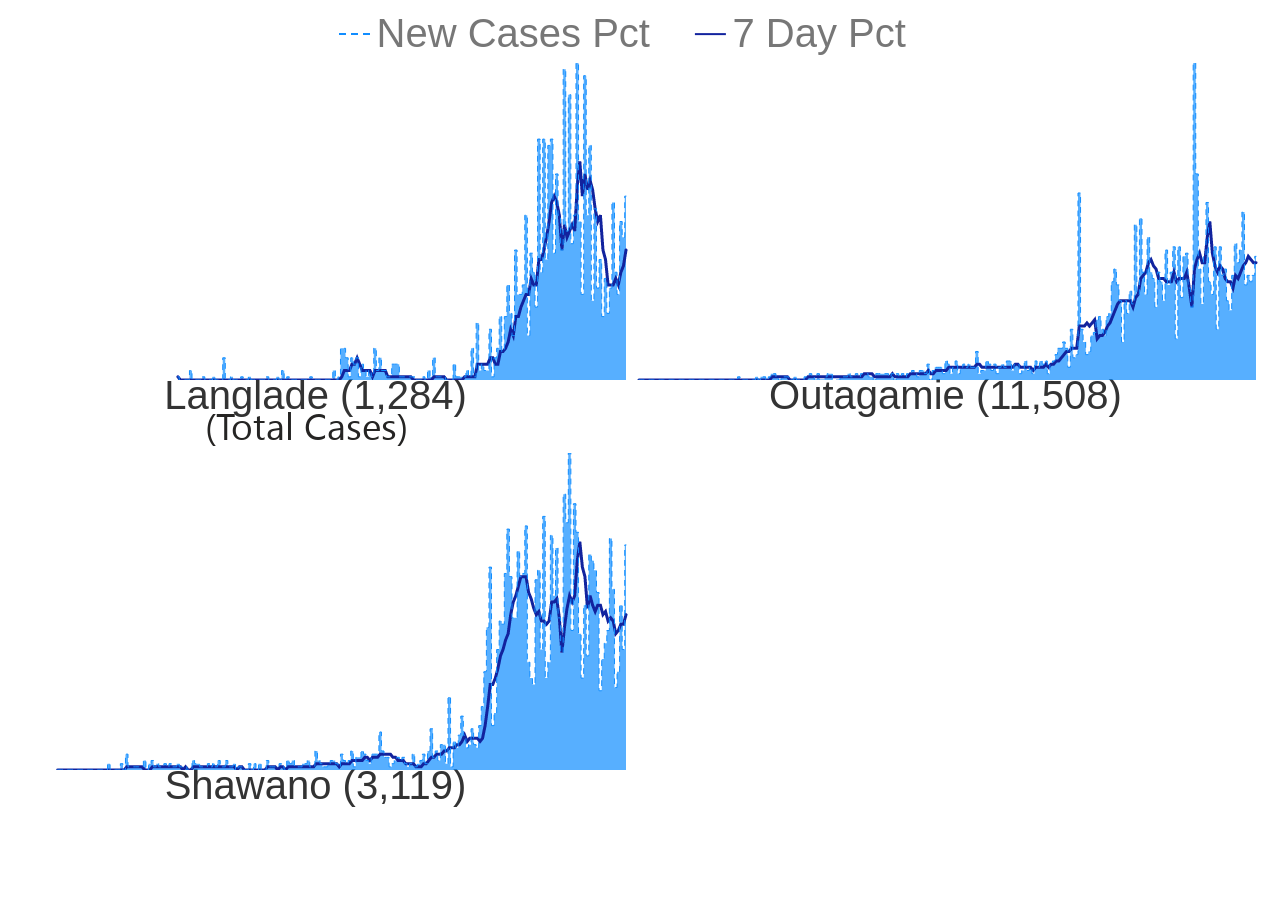 New Cases Pct 7 Day Pct
Langlade (1,284) Outagamie (11,508)
(Total Cases)
Shawano (3,119)